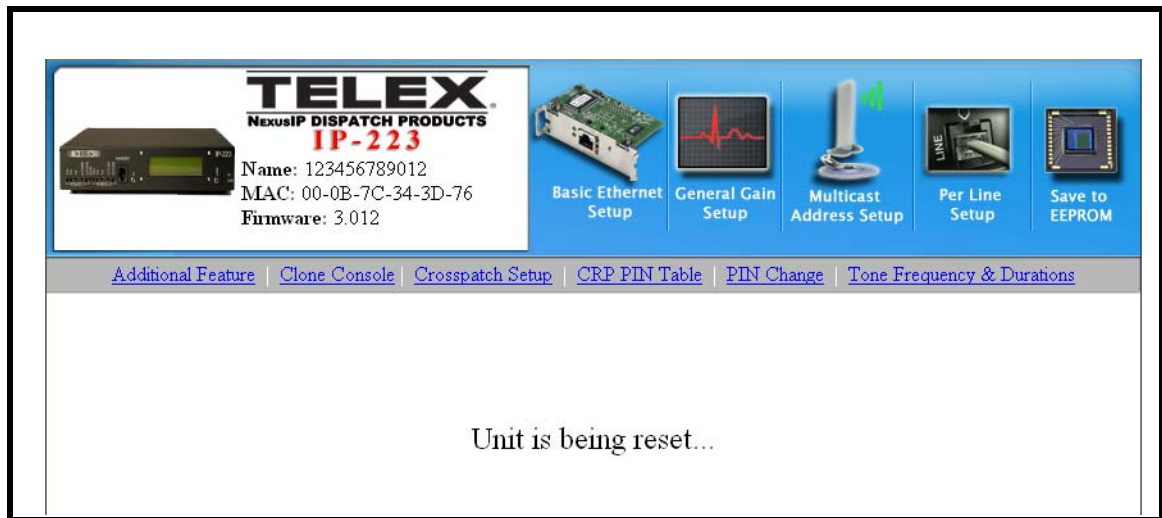 TELEX®
NEXUSIP DISPATCH PRODUCTS
IP-223
Name: 123456789012
MAC: 00-0B-7C-34-3D-76
Firmware: 3.012
Basic Ethernet
Setup
General Gain
Setup
Multicast
Address Setup
LINE
Per Line
Setup
Save to
EEPROM
Additional Feature | Clone Console | Crosspatch Setup | CRP PIN Table | PIN Change | Tone Frequency & Durations
Unit is being reset...